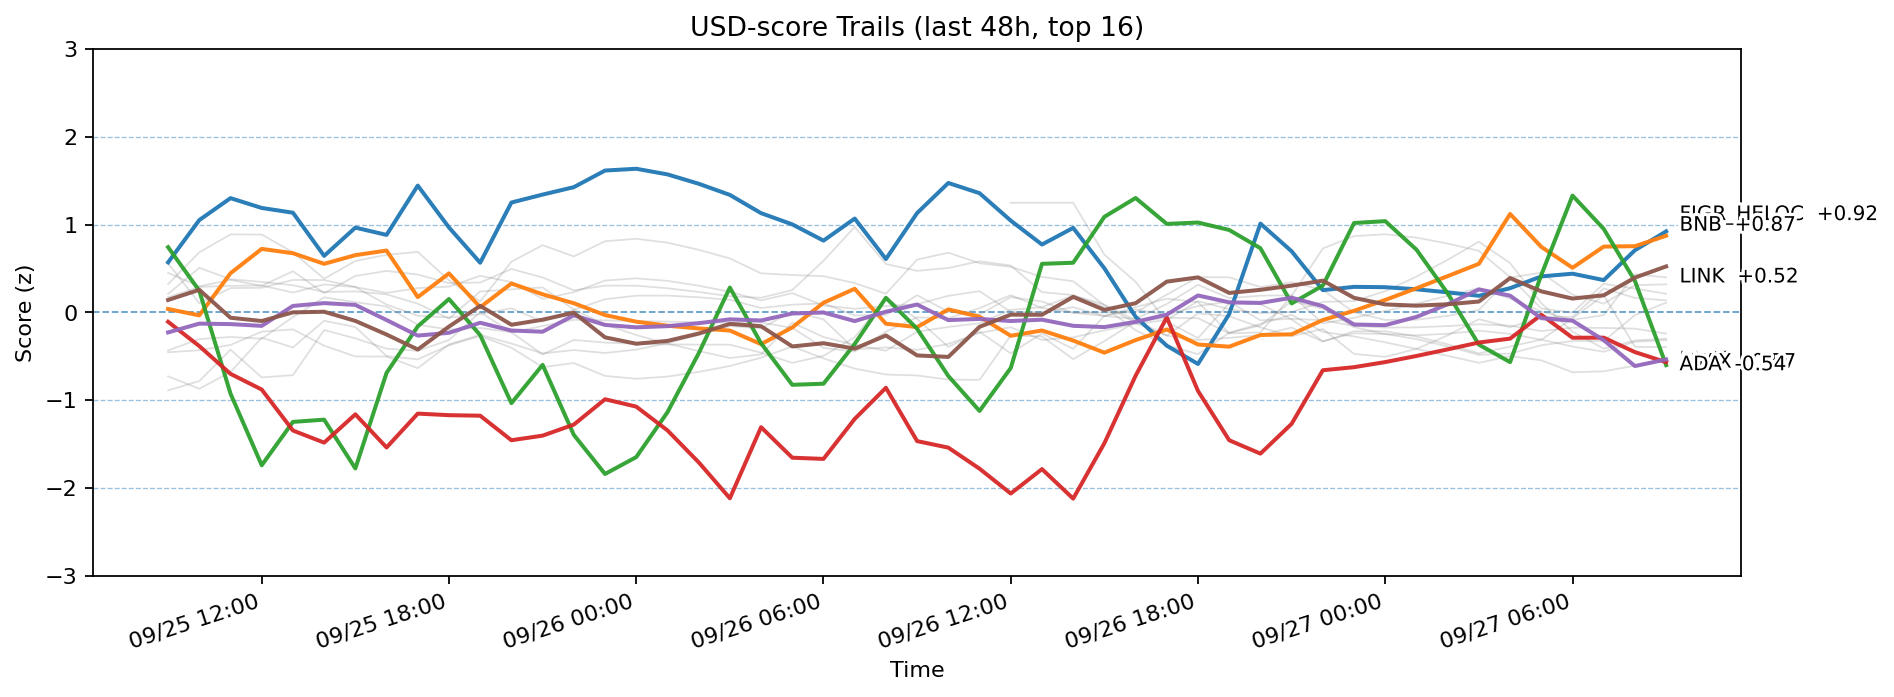 USD-score Trails (last 48h, top 16)
3
2
1
0
−1
−2
−3
Score (z)
FIGR_HELOC +0.92
BNB +0.87
LINK +0.52
ADA -0.54
09/25 12:00
09/25 18:00
09/26 00:00
09/26 06:00
09/26 12:00
09/26 18:00
09/27 00:00
09/27 06:00
Time